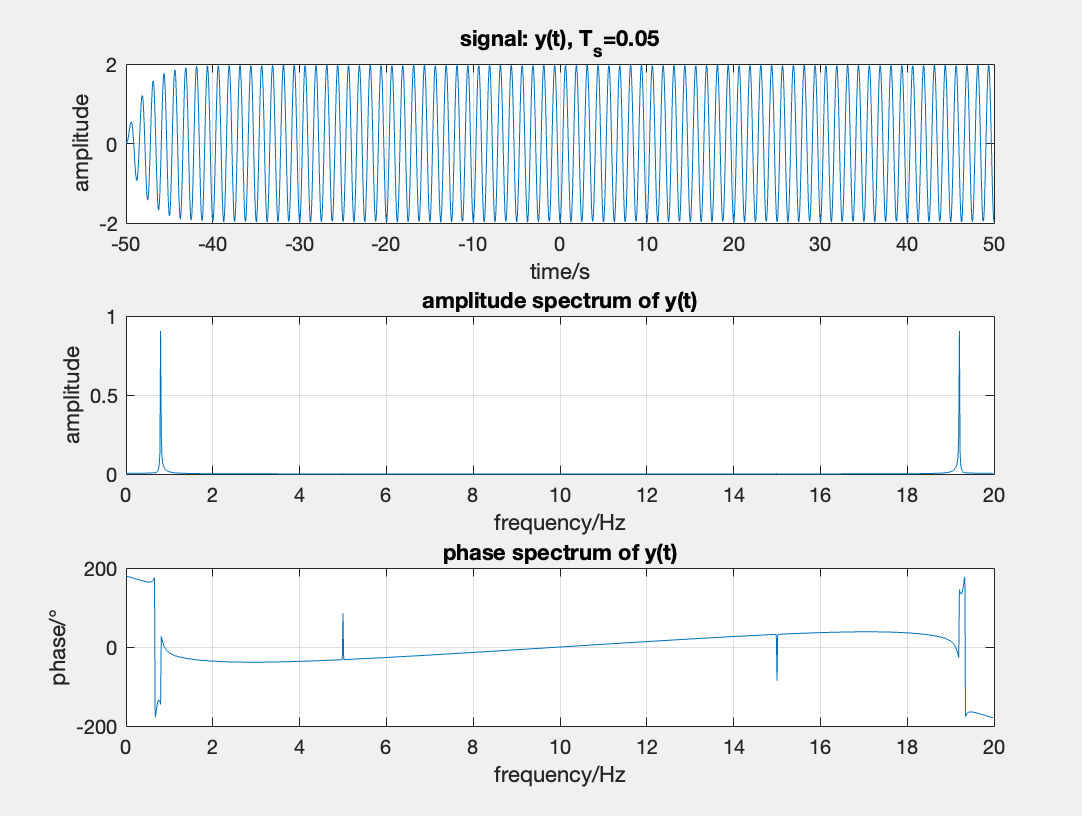 signal: y(t), Ts=0.05
amplitude
2
0
-2
-50 -40 -30 -20 -10 0 10 20 30 40 50
time/s
amplitude spectrum of y(t)
amplitude
1
0.5
0
0 2 4 6 8 10 12 14 16 18 20
frequency/Hz
phase spectrum of y(t)
phase/°
200
0
-200
0 2 4 6 8 10 12 14 16 18 20
frequency/Hz